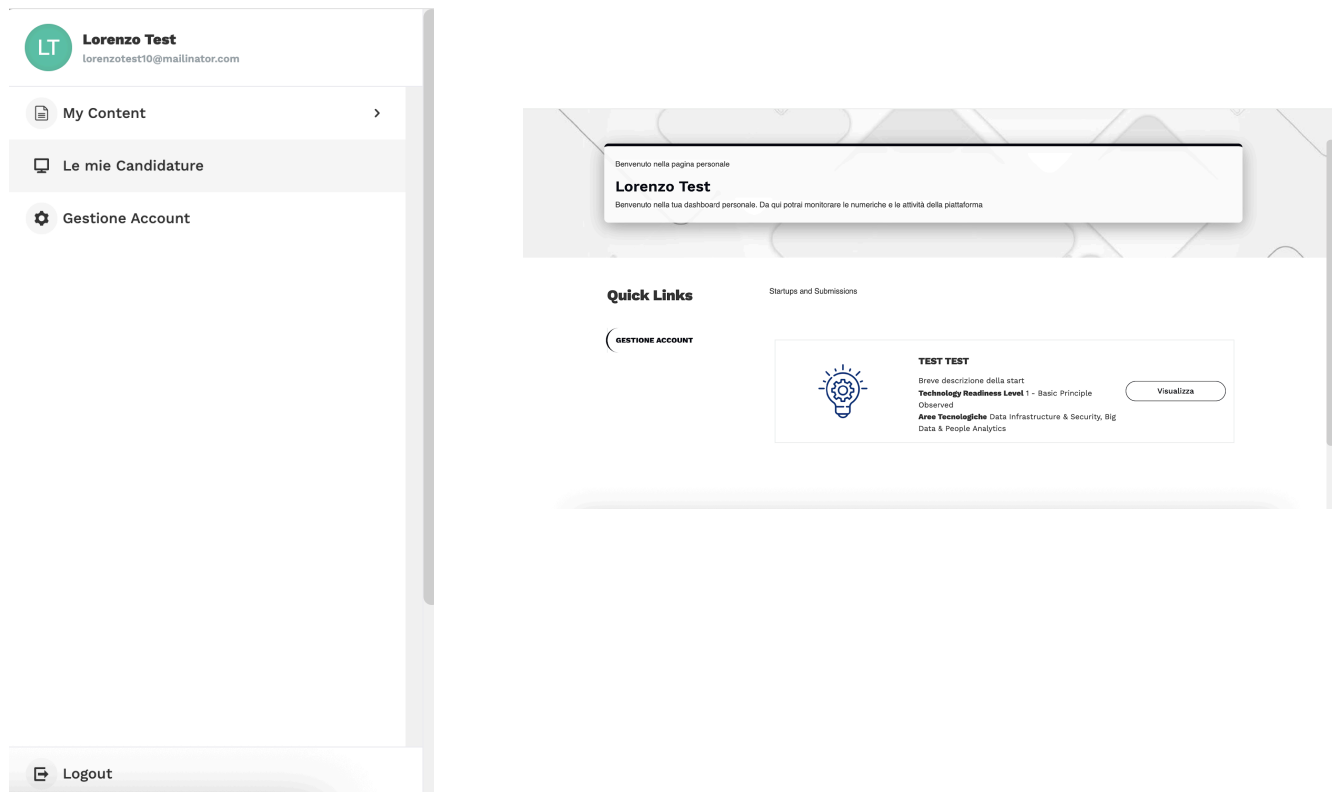 LT
Lorenzo Test
lorenzotest10@mailinator.com
My Content
Le mie Candidature
Gestione Account
Logout
Benvenuto nella pagina personale
Lorenzo Test
Benvenuto nella tua dashboard personale. Da qui potrai monitorare le numeriche e le attività della piattaforma
Quick Links
GESTIONE ACCOUNT
Startups and Submissions
TEST TEST
Breve descrizione della start
Technology Readiness Level 1 - Basic Principle
Observed
Aree Tecnologiche Data Infrastructure & Security, Big
Data & People Analytics
Visualizza